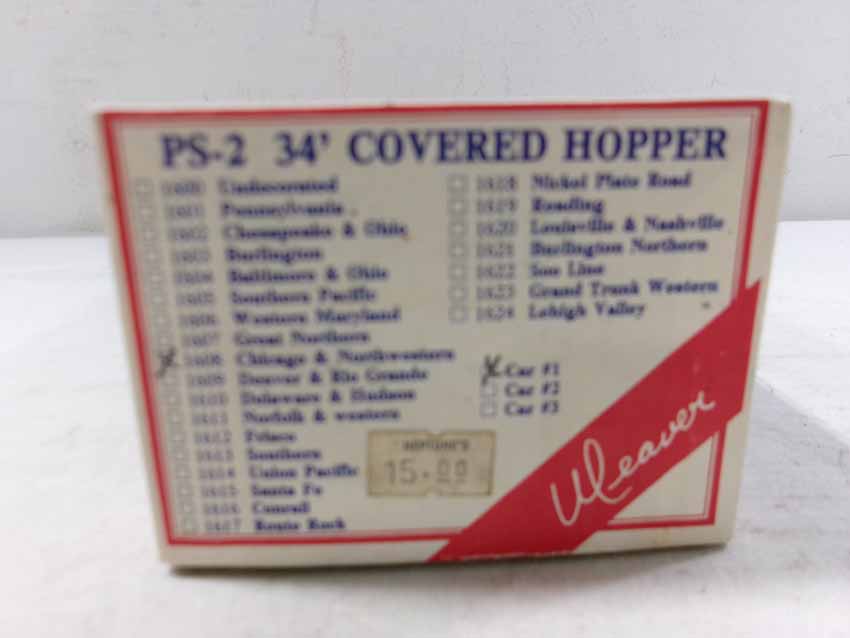 PS-2 34' COVERED HOPPER
1600 Undecorated
1601 Pennsylvania
1602 Chesapeake & Ohio
1603 Burlington
1604 Baltimore & Ohio
1605 Southern Pacific
1606 Western Maryland
1607 Great Northern
1608 Chicago & Northwestern
1609 Denver & Rio Grande
1610 Delaware & Hudson
1611 Norfolk & western
1612 Frisco
1613 Southern
1614 Union Pacific
1615 Santa Fe
1616 Conrail
1617 Rock
1618 Nickel Plate Road
1619 Reading
1620 Louisville & Nashville
1621 Burlington Northern
1622 Soo Line
1623 Grand Trunk Western
1624 Lehigh Valley
Car #1
Car #2
Car #3
NEPTUNE'S
Weaver